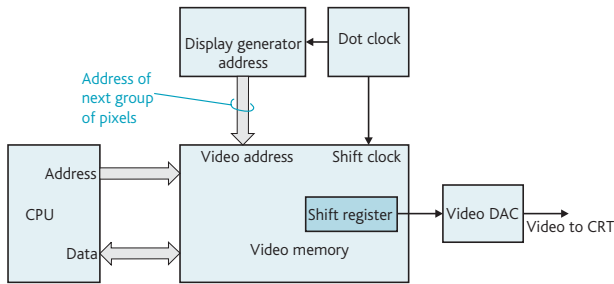 Display generator
address
Dot clock
Address of
next group
of pixels
Video address
Shift clock
Address
CPU
Data
Shift register
Video memory
Video DAC
Video to CRT